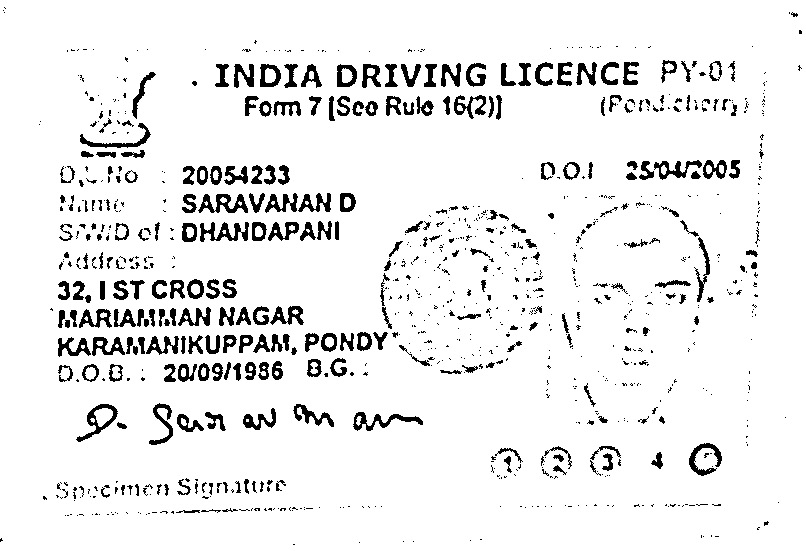 INDIA DRIVING LICENCE PY-01
Form 7 [See Rule 16(2)] (Pondicherry)
D.L.No : 20054233 D.O.I 25/04/2005
Name : SARAVANAN D
S/W/D of : DHANDAPANI
Address :
32, I ST CROSS
MARIAMMAN NAGAR
KARAMANIKUPPAM, PONDY
D.O.B. : 20/09/1986 B.G. :
D. Saravanan
1 2 3 4
Specimen Signature